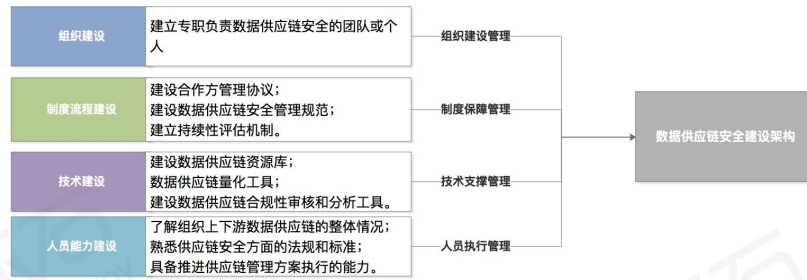 组织建设
建立专职负责数据供应链安全的团队或个
人
组织建设管理
制度流程建设
建设合作方管理协议；
建设数据供应链安全管理规范；
建立持续性评估机制。
制度保障管理
数据供应链安全建设架构
技术建设
建设数据供应链资源库；
数据供应链量化工具；
建设数据供应链合规性审核和分析工具。
技术支撑管理
人员能力建设
了解组织上下游数据供应链的整体情况；
熟悉供应链安全方面的法规和标准；
具备推进供应链管理方案执行的能力。
人员执行管理